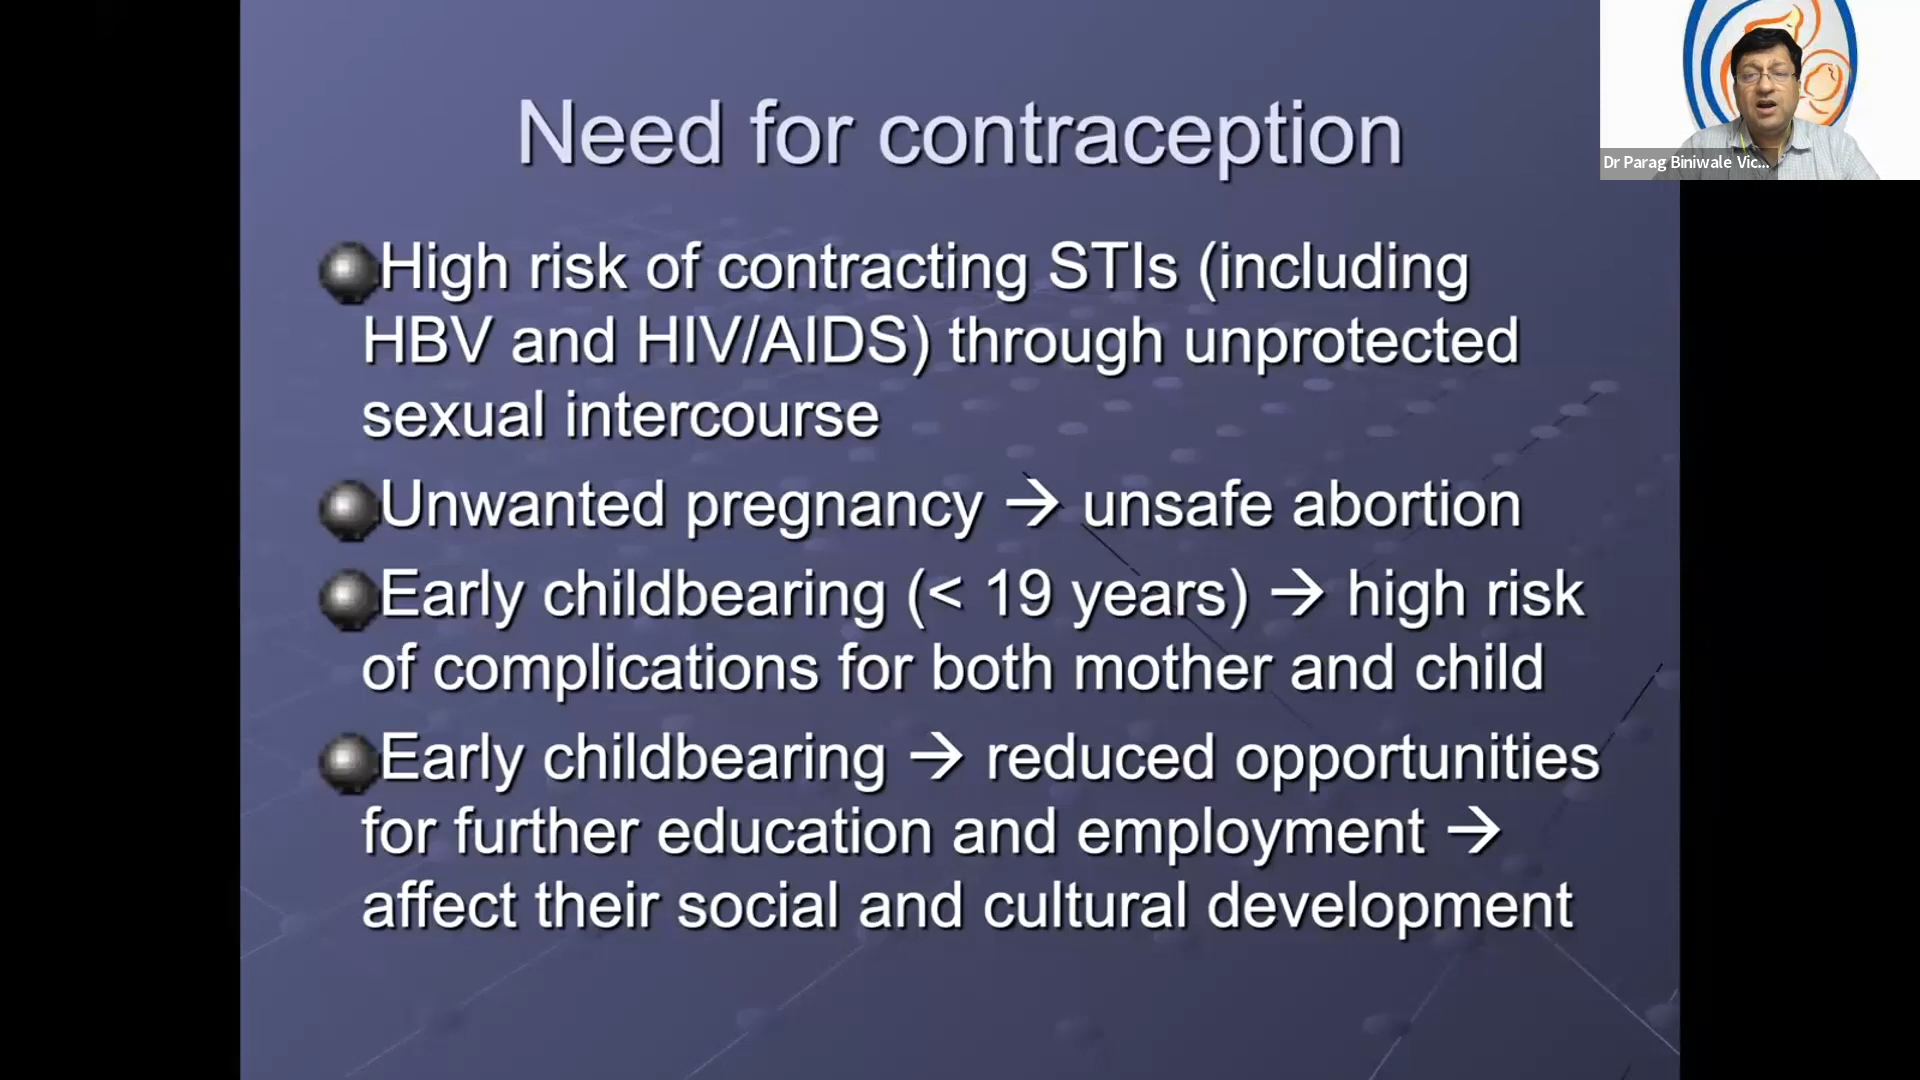 Need for contraception
High risk of contracting STIs (including
HBV and HIV/AIDS) through unprotected
sexual intercourse
Unwanted pregnancy → unsafe abortion
Early childbearing (< 19 years) → high risk
of complications for both mother and child
Early childbearing → reduced opportunities
for further education and employment →
affect their social and cultural development
Dr Parag Biniwale Vic...